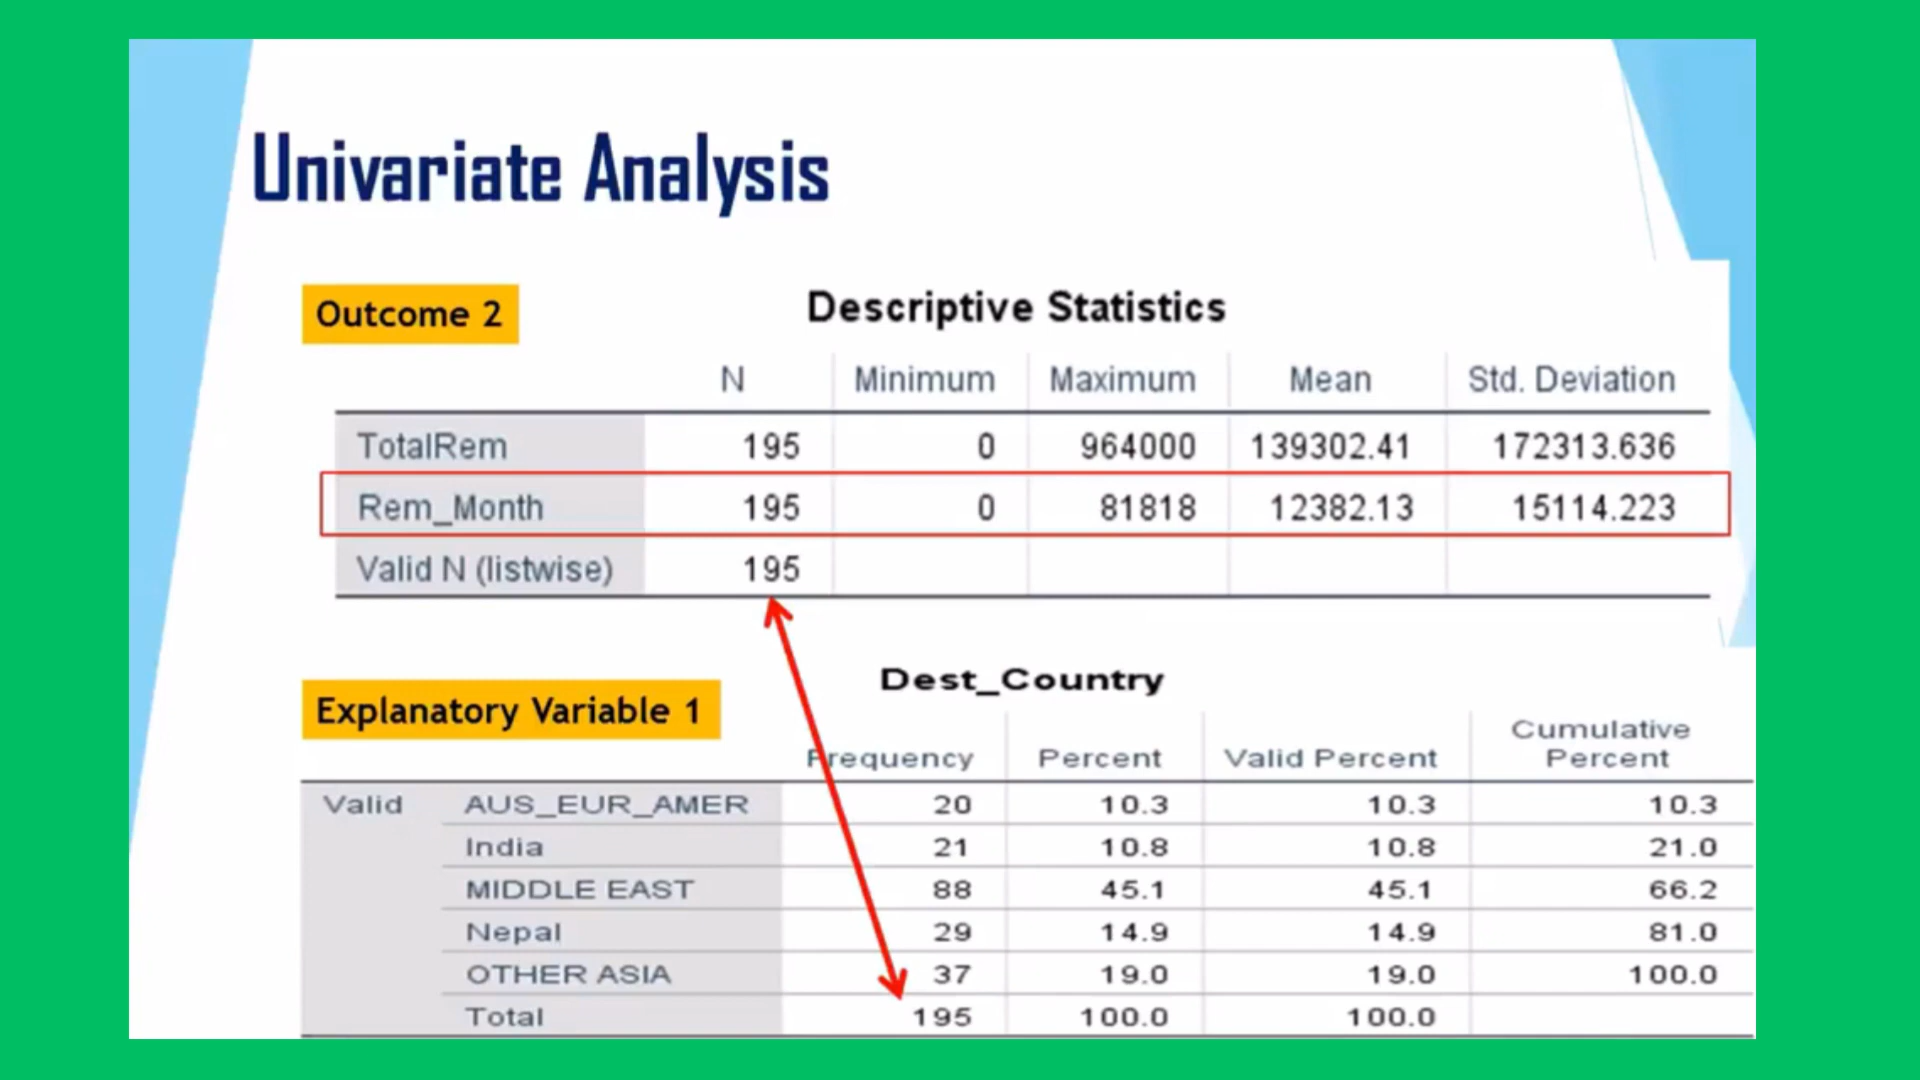 Univariate Analysis
Outcome 2
Descriptive Statistics
N Minimum Maximum Mean Std. Deviation
TotalRem 195 0 964000 139302.41 172313.636
Rem_Month 195 0 81818 12382.13 15114.223
Valid N (listwise) 195
Explanatory Variable 1
Dest_Country
Frequency Percent Valid Percent Cumulative Percent
Valid AUS_EUR_AMER 20 10.3 10.3 10.3
India 21 10.8 10.8 21.0
MIDDLE EAST 88 45.1 45.1 66.2
Nepal 29 14.9 14.9 81.0
OTHER ASIA 37 19.0 19.0 100.0
Total 195 100.0 100.0